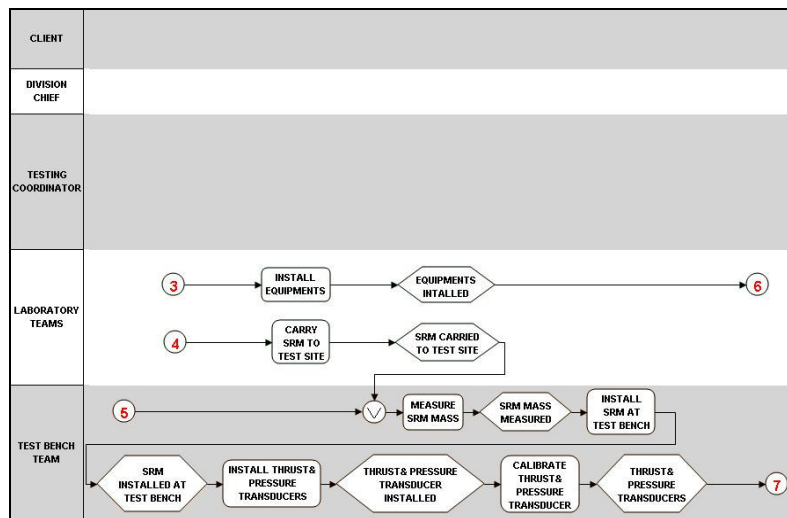 CLIENT
DIVISION
CHIEF
TESTING
COORDINATOR
LABORATORY
TEAMS
3
INSTALL
EQUIPMENTS
EQUIPMENTS
INTALLED
6
4
CARRY
SRM TO
TEST SITE
SRM CARRIED
TO TEST SITE
TEST BENCH
TEAM
5
MEASURE
SRM MASS
SRM MASS
MEASURED
INSTALL
SRM AT
TEST BENCH
SRM
INSTALLED AT
TEST BENCH
INSTALL THRUST&
PRESSURE
TRANSDUCERS
THRUST& PRESSURE
TRANSDUCER
INSTALLED
CALIBRATE
THRUST&
PRESSURE
TRANSDUCER
THRUST&
PRESSURE
TRANSDUCERS
7